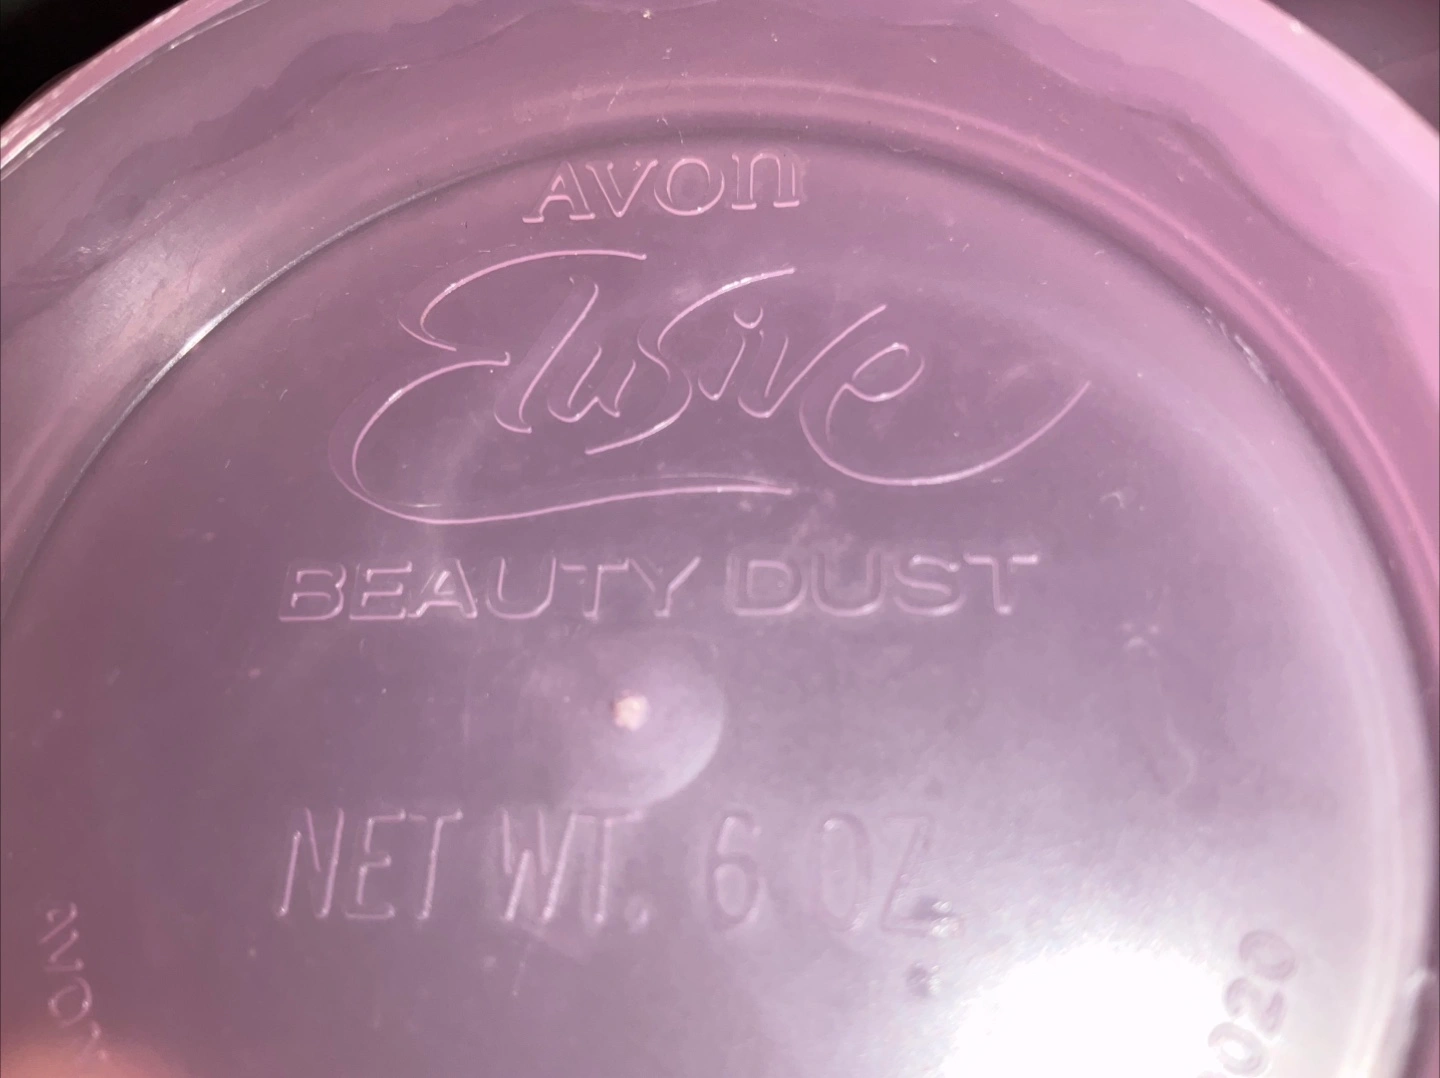 AVON
Elusive
BEAUTY DUST
NET WT. 6 OZ.